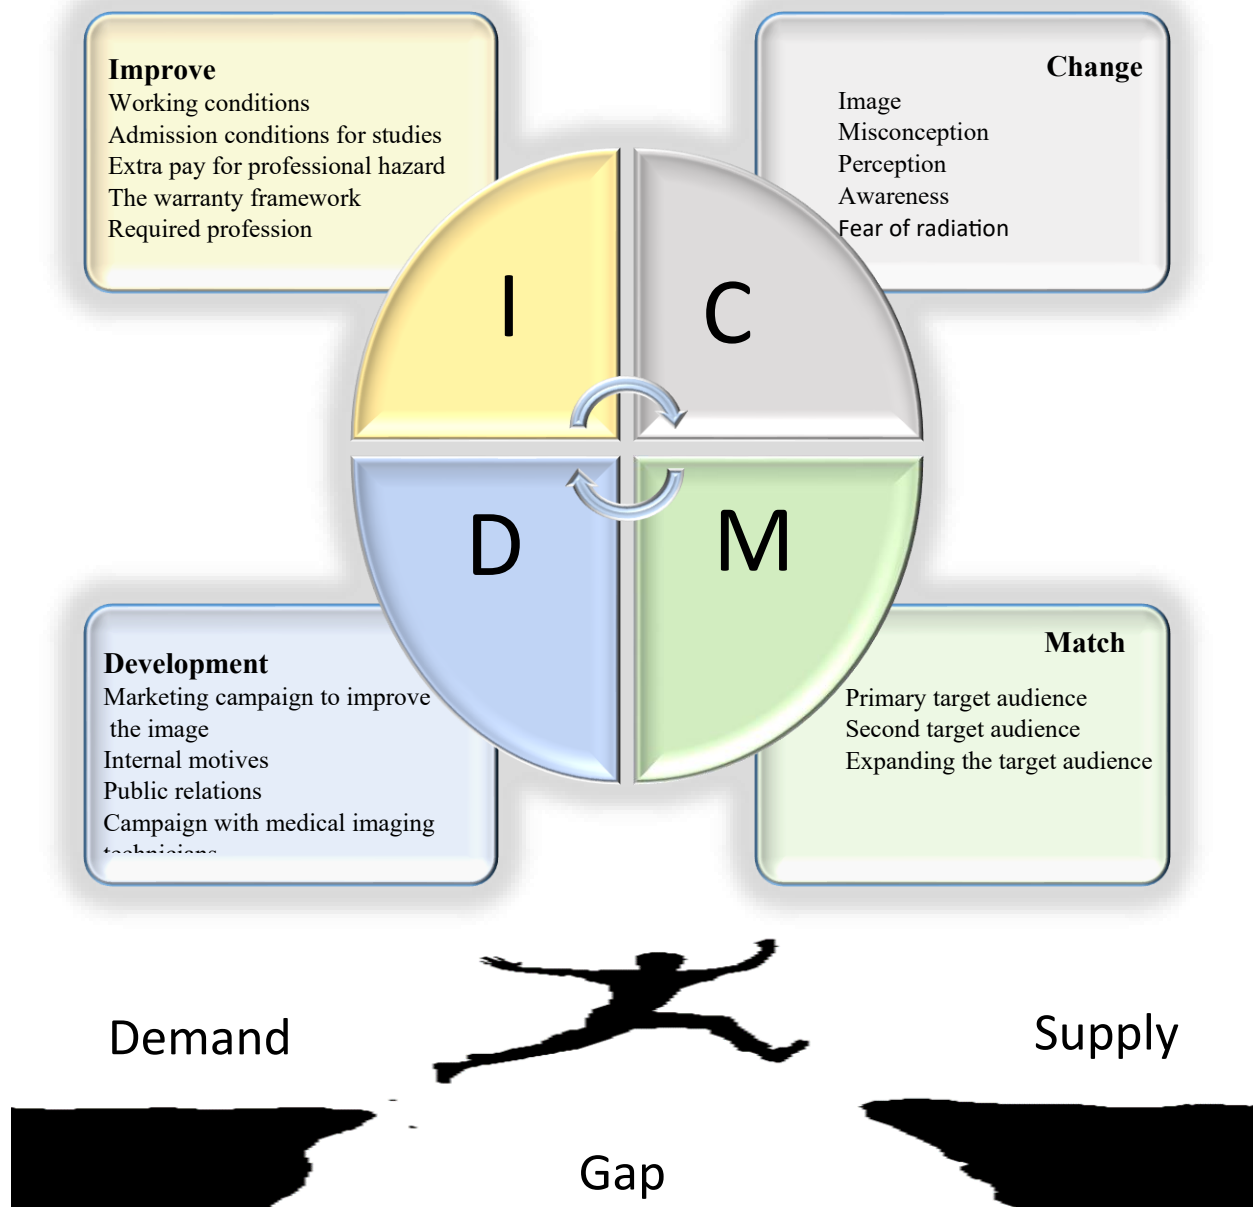 Improve
Working conditions
Admission conditions for studies
Extra pay for professional hazard
The warranty framework
Required profession
Change
Image
Misconception
Perception
Awareness
Fear of radiation
I
C
D
M
Development
Marketing campaign to improve
the image
Internal motives
Public relations
Campaign with medical imaging
technicians
Match
Primary target audience
Second target audience
Expanding the target audience
Demand
Supply
Gap